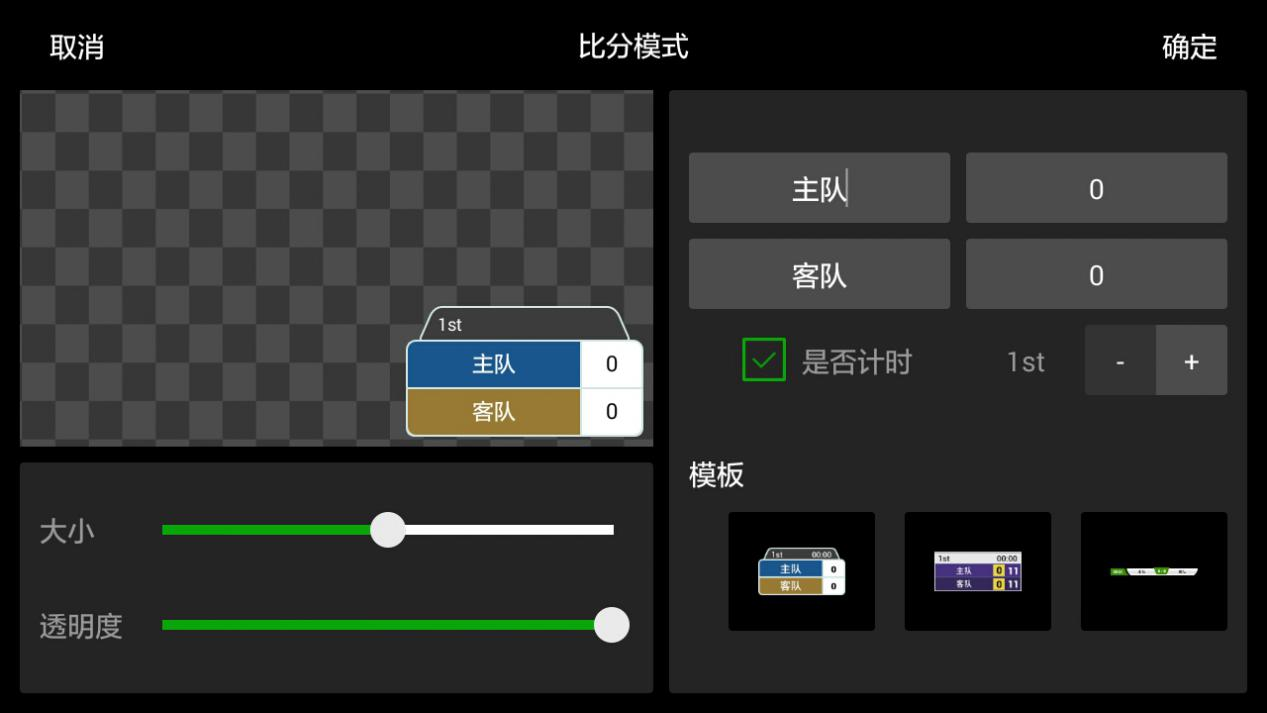 取消
比分模式
确定
1st
主队 0
客队 0
大小
透明度
主队 0
客队 0
是否计时 1st - +
模板
1st 00:00
主队 0
客队 0
1st 00:00
主队 0 11
客队 0 11